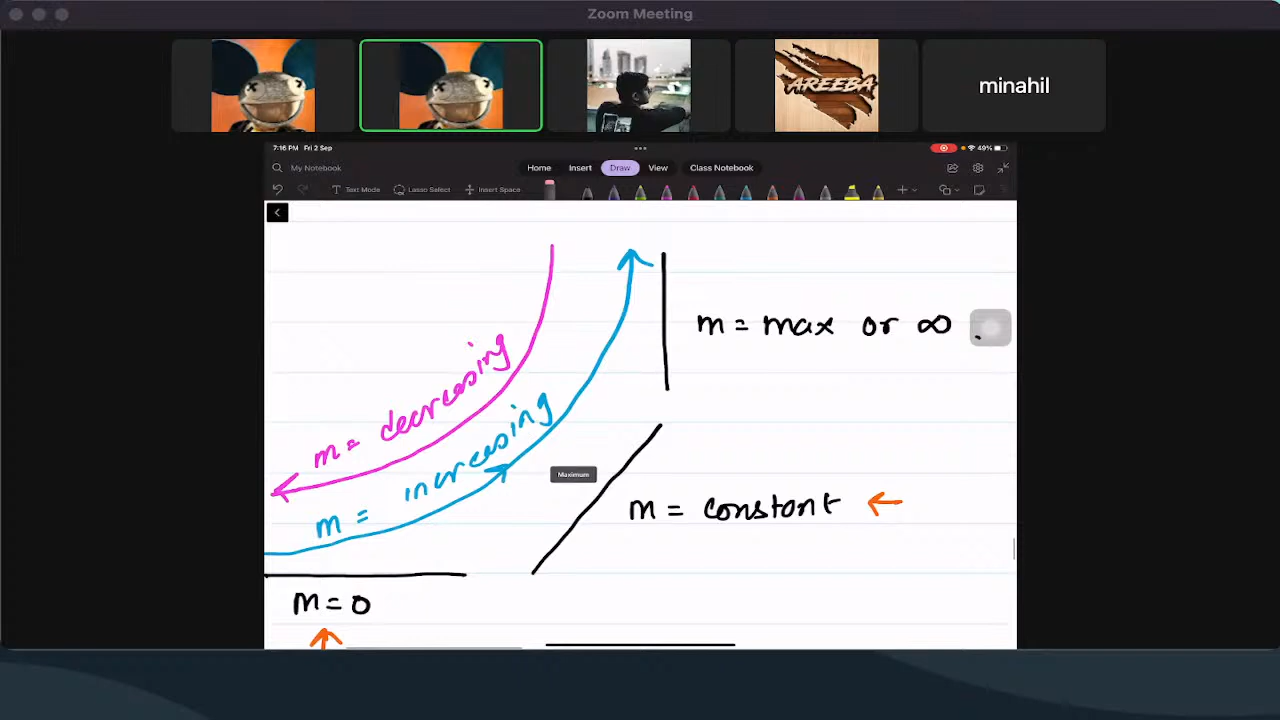 Zoom Meeting
AREEBA
minahil
7:16 PM Fri 2 Sep
49%
My Notebook
Home Insert Draw View Class Notebook
Text Mode Lasso Select Insert Space
m = max or ∞
m = decreasing
m = increasing
Maximum
m = constant
m = 0